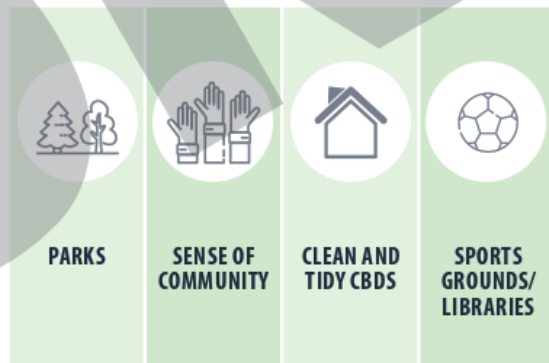 PARKS
SENSE OF
COMMUNITY
CLEAN AND
TIDY CBDS
SPORTS
GROUNDS/
LIBRARIES